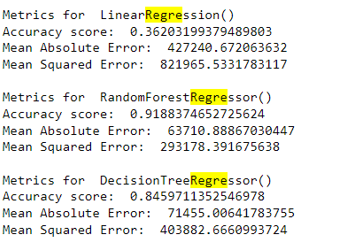 Metrics for LinearRegression()
Accuracy score: 0.36203199379489803
Mean Absolute Error: 427240.672063632
Mean Squared Error: 821965.5331783117
Metrics for RandomForestRegressor()
Accuracy score: 0.9188374652725624
Mean Absolute Error: 63710.88867030447
Mean Squared Error: 293178.391675638
Metrics for DecisionTreeRegressor()
Accuracy score: 0.8459711352546978
Mean Absolute Error: 71455.00641783755
Mean Squared Error: 403882.6660993724